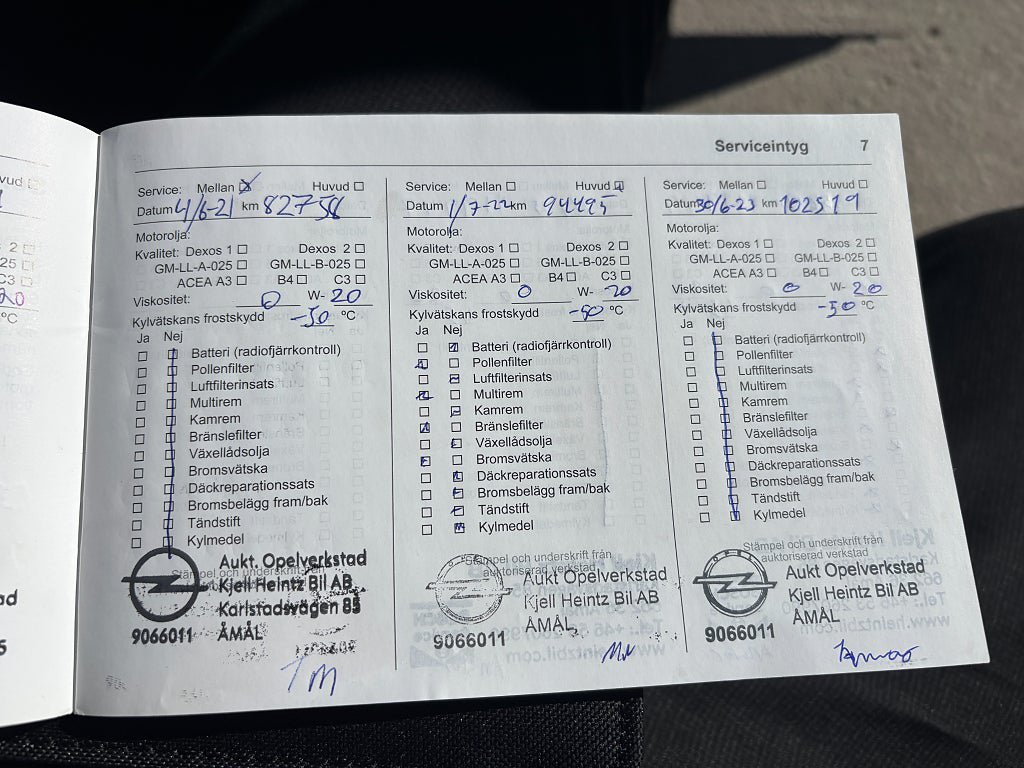 Serviceintyg 7
Service: Mellan ☒ Huvud ☐
Datum 4/6-21 km 82758
Motorolja:
Kvalitet: Dexos 1 ☐ Dexos 2 ☐
GM-LL-A-025 ☐ GM-LL-B-025 ☐
ACEA A3 ☐ B4 ☐ C3 ☐
Viskositet: 0 W- 20
Kylvätskans frostskydd -50 °C
Ja Nej
Batteri (radiofjärrkontroll)
Pollenfilter
Luftfilterinsats
Multirem
Kamrem
Bränslefilter
Växellådsolja
Bromsvätska
Däckreparationssats
Bromsbelägg fram/bak
Tändstift
Kylmedel
Stämpel och underskrift från
Aukt. Opelverkstad
Kjell Heintz Bil AB
Karlstadsvägen 85
9066011 ÅMÅL
Service: Mellan ☐ Huvud ☒
Datum 1/7-22 km 94495
Motorolja:
Kvalitet: Dexos 1 ☐ Dexos 2 ☐
GM-LL-A-025 ☐ GM-LL-B-025 ☐
ACEA A3 ☐ B4 ☐ C3 ☐
Viskositet: 0 W- 20
Kylvätskans frostskydd °C
Ja Nej
Batteri (radiofjärrkontroll)
Pollenfilter
Luftfilterinsats
Multirem
Kamrem
Bränslefilter
Växellådsolja
Bromsvätska
Däckreparationssats
Bromsbelägg fram/bak
Tändstift
Kylmedel
Stämpel och underskrift från
auktoriserad verkstad
Aukt Opelverkstad
Kjell Heintz Bil AB
ÅMÅL
9066011
Service: Mellan ☐ Huvud ☐
Datum 30/6-23 km 102519
Motorolja:
Kvalitet: Dexos 1 ☐ Dexos 2 ☐
GM-LL-A-025 ☐ GM-LL-B-025 ☐
ACEA A3 ☐ B4 ☐ C3 ☐
Viskositet: 0 W- 20
Kylvätskans frostskydd -50 °C
Ja Nej
Batteri (radiofjärrkontroll)
Pollenfilter
Luftfilterinsats
Multirem
Kamrem
Bränslefilter
Växellådsolja
Bromsvätska
Däckreparationssats
Bromsbelägg fram/bak
Tändstift
Kylmedel
Stämpel och underskrift från
auktoriserad verkstad
Aukt Opelverkstad
Kjell Heintz Bil AB
9066011 ÅMÅL